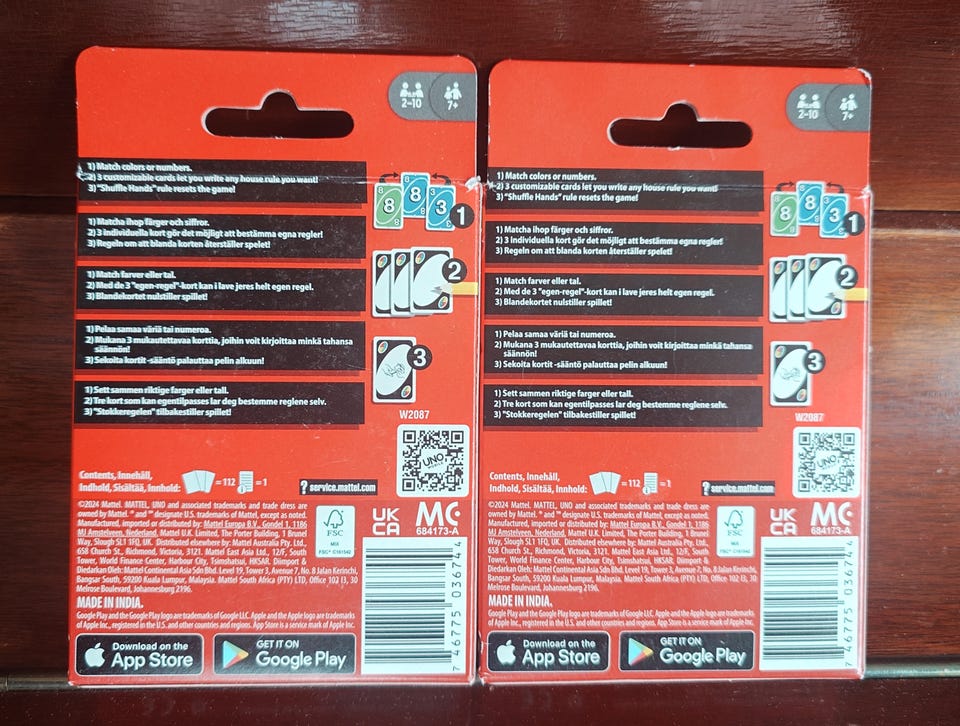 2-10
7+
1) Match colors or numbers.
2) 3 customizable cards let you write any house rule you want!
3) "Shuffle Hands" rule resets the game!
1) Matcha ihop färger och siffror.
2) 3 individuella kort gör det möjligt att bestämma egna regler!
3) Regeln om att blanda korten återställer spelet!
1) Match farver eller tal.
2) Med de 3 "egen-regel"-kort kan i lave jeres helt egen regel.
3) Blandekortet nulstiller spillet!
1) Pelaa samaa väriä tai numeroa.
2) Mukana 3 mukautettavaa korttia, joihin voit kirjoittaa minkä tahansa
säännön!
3) Sekoita kortit -sääntö palauttaa pelin alkuun!
1) Sett sammen riktige farger eller tall.
2) Tre kort som kan egentilpasses lar deg bestemme reglene selv.
3) "Stokkeregelen" tilbakestiller spillet!
8 8 3
1
2
3
W2087
UNO
Contents, Innehåll,
Indhold, Sisältää, Innhold:
= 112
= 1
? service.mattel.com
©2024 Mattel. MATTEL, UNO and associated trademarks and trade dress are
owned by Mattel. ® et ™ designate U.S. trademarks of Mattel, except as noted.
Manufactured, imported or distributed by: Mattel Europa B.V., Gondel 1, 1186
MJ Amstelveen, Nederland. Mattel U.K. Limited, The Porter Building, 1 Brunel
Way, Slough SL1 1FQ, UK. Distributed elsewhere by: Mattel Australia Pty. Ltd.,
658 Church St., Richmond, Victoria, 3121. Mattel East Asia Ltd., 12/F, South
Tower, World Finance Center, Harbour City, Tsimshatsui, HKSAR. Diimport &
Diedarkan Oleh: Mattel Continental Asia Sdn Bhd. Level 19, Tower 3, Avenue 7, No. 8 Jalan Kerinchi,
Bangsar South, 59200 Kuala Lumpur, Malaysia. Mattel South Africa (PTY) LTD, Office 102 I3, 30
Melrose Boulevard, Johannesburg 2196.
MADE IN INDIA.
Google Play and the Google Play logo are trademarks of Google LLC. Apple and the Apple logo are trademarks
of Apple Inc., registered in the U.S. and other countries and regions. App Store is a service mark of Apple Inc.
FSC
MIX
FSC® C161542
UK
CA
MC
684173-A
Download on the
App Store
GET IT ON
Google Play
7 46775 03674 4
2-10
7+
1) Match colors or numbers.
2) 3 customizable cards let you write any house rule you want!
3) "Shuffle Hands" rule resets the game!
1) Matcha ihop färger och siffror.
2) 3 individuella kort gör det möjligt att bestämma egna regler!
3) Regeln om att blanda korten återställer spelet!
1) Match farver eller tal.
2) Med de 3 "egen-regel"-kort kan i lave jeres helt egen regel.
3) Blandekortet nulstiller spillet!
1) Pelaa samaa väriä tai numeroa.
2) Mukana 3 mukautettavaa korttia, joihin voit kirjoittaa minkä tahansa
säännön!
3) Sekoita kortit -sääntö palauttaa pelin alkuun!
1) Sett sammen riktige farger eller tall.
2) Tre kort som kan egentilpasses lar deg bestemme reglene selv.
3) "Stokkeregelen" tilbakestiller spillet!
8 8 3
1
2
3
W2087
UNO
Contents, Innehåll,
Indhold, Sisältää, Innhold:
= 112
= 1
? service.mattel.com
©2024 Mattel. MATTEL, UNO and associated trademarks and trade dress are
owned by Mattel. ® et ™ designate U.S. trademarks of Mattel, except as noted.
Manufactured, imported or distributed by: Mattel Europa B.V., Gondel 1, 1186
MJ Amstelveen, Nederland. Mattel U.K. Limited, The Porter Building, 1 Brunel
Way, Slough SL1 1FQ, UK. Distributed elsewhere by: Mattel Australia Pty. Ltd.,
658 Church St., Richmond, Victoria, 3121. Mattel East Asia Ltd., 12/F, South
Tower, World Finance Center, Harbour City, Tsimshatsui, HKSAR. Diimport &
Diedarkan Oleh: Mattel Continental Asia Sdn Bhd. Level 19, Tower 3, Avenue 7, No. 8 Jalan Kerinchi,
Bangsar South, 59200 Kuala Lumpur, Malaysia. Mattel South Africa (PTY) LTD, Office 102 I3, 30
Melrose Boulevard, Johannesburg 2196.
MADE IN INDIA.
Google Play and the Google Play logo are trademarks of Google LLC. Apple and the Apple logo are trademarks
of Apple Inc., registered in the U.S. and other countries and regions. App Store is a service mark of Apple Inc.
FSC
MIX
FSC® C161542
UK
CA
MC
684173-A
Download on the
App Store
GET IT ON
Google Play
7 46775 03674 4